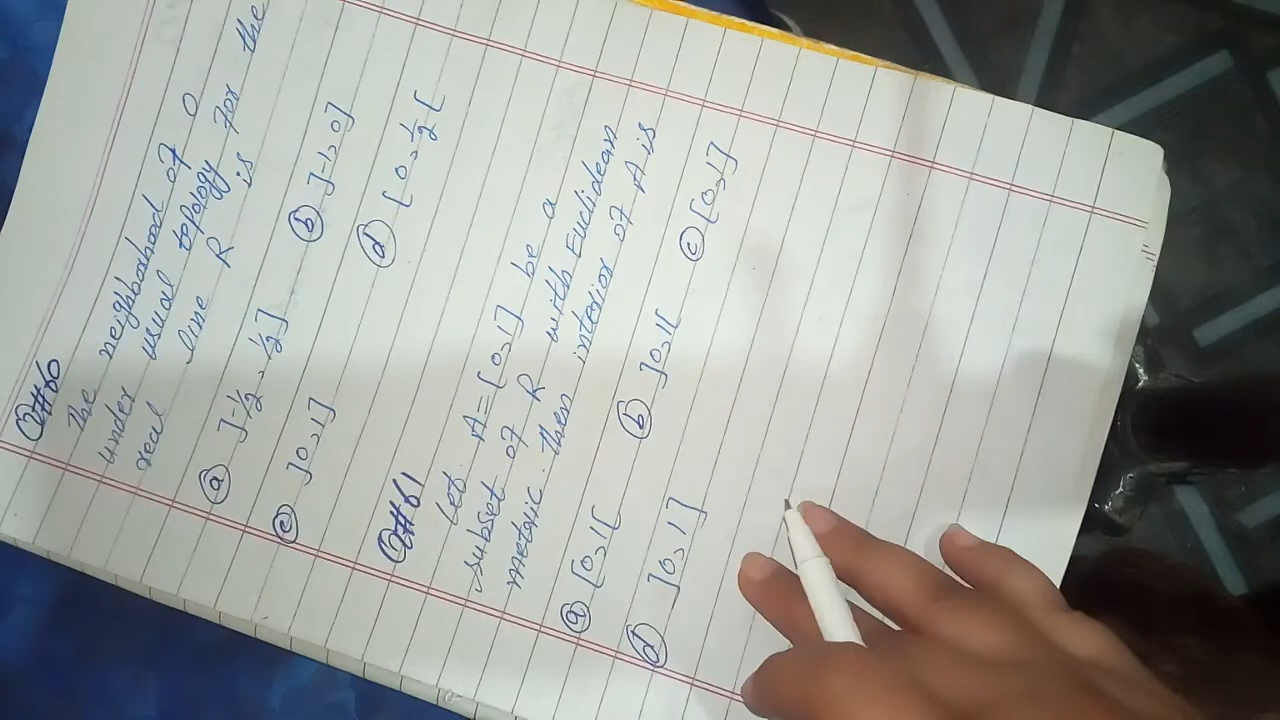 Q#60
The neighborhood of 0
under usual topology for the
real line R is
(a) ]-1/2, 1/2] (b) ]-1, 0]
(c) ]0, 1] (d) [0, 1/2[
Q#61
Let A = [0, 1] be a
subset of R with Euclidean
metric. Then interior of A is
(a) [0, 1[ (b) ]0, 1[ (c) [0, 1]
(d) ]0, 1]